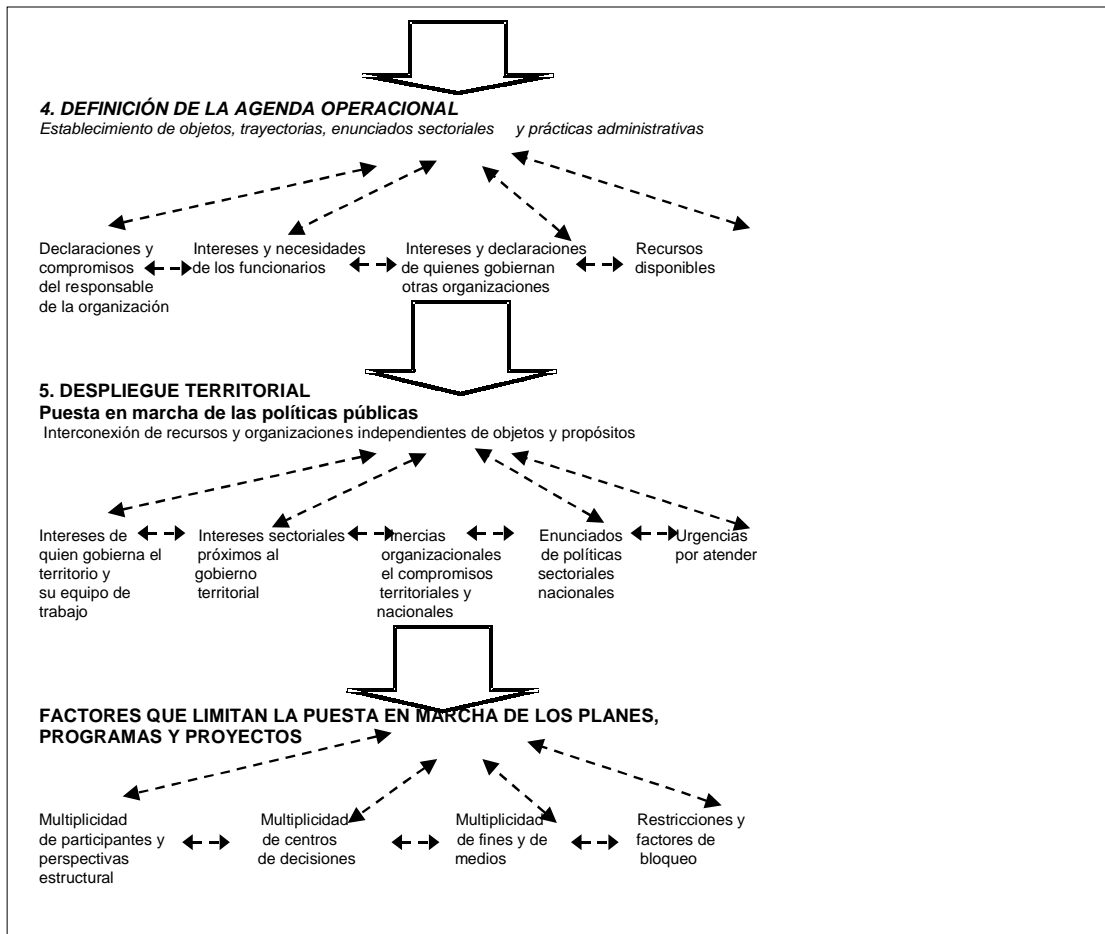 4. DEFINICIÓN DE LA AGENDA OPERACIONAL
Establecimiento de objetos, trayectorias, enunciados sectoriales y prácticas administrativas
Declaraciones y
compromisos
del responsable
de la organización
Intereses y necesidades
de los funcionarios
Intereses y declaraciones
de quienes gobiernan
otras organizaciones
Recursos
disponibles
5. DESPLIEGUE TERRITORIAL
Puesta en marcha de las políticas públicas
Interconexión de recursos y organizaciones independientes de objetos y propósitos
Intereses de
quien gobierna el
territorio y
su equipo de
trabajo
Intereses sectoriales
próximos al
gobierno
territorial
Inercias
organizacionales
el compromisos
territoriales y
nacionales
Enunciados
de políticas
sectoriales
nacionales
Urgencias
por atender
FACTORES QUE LIMITAN LA PUESTA EN MARCHA DE LOS PLANES,
PROGRAMAS Y PROYECTOS
Multiplicidad
de participantes y
perspectivas
estructural
Multiplicidad
de centros
de decisiones
Multiplicidad
de fines y de
medios
Restricciones y
factores de
bloqueo